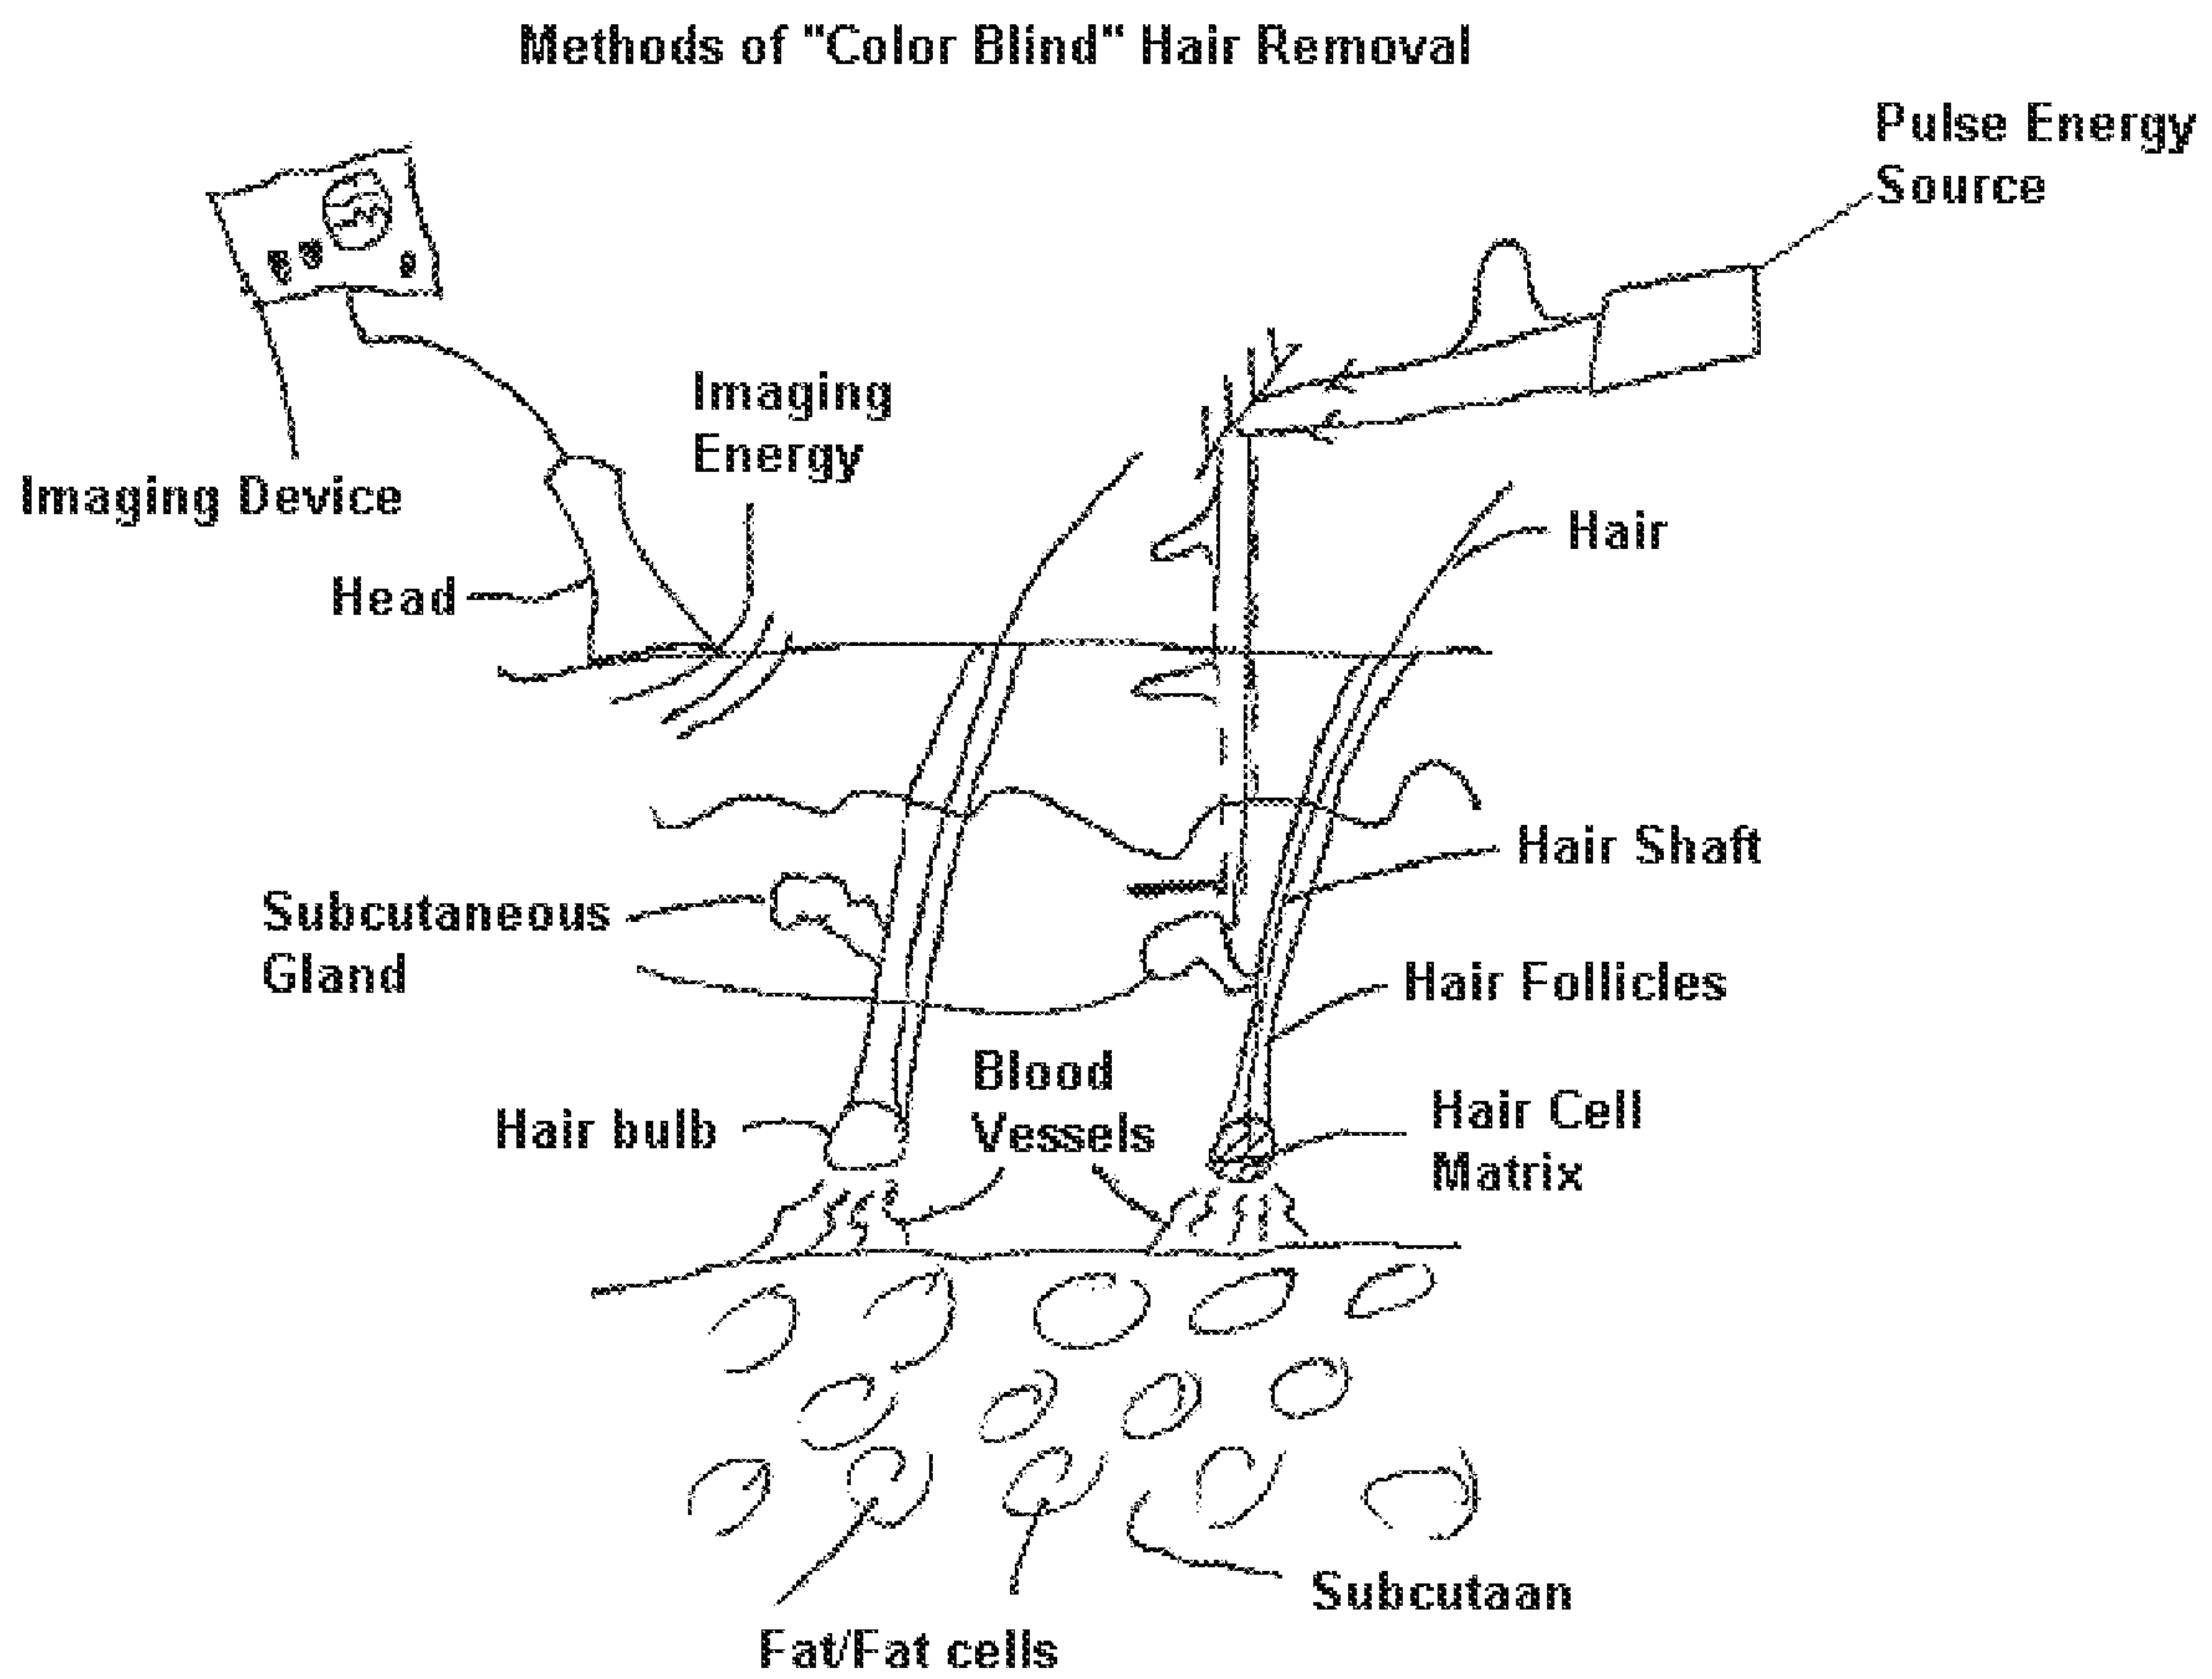 Methods of "Color Blind" Hair Removal
Pulse Energy
Source
Imaging
Energy
Imaging Device
Hair
Head
Hair Shaft
Subcutaneous
Gland
Hair Follicles
Blood
Vessels
Hair bulb
Hair Cell
Matrix
Subcutaan
Fat/Fat cells